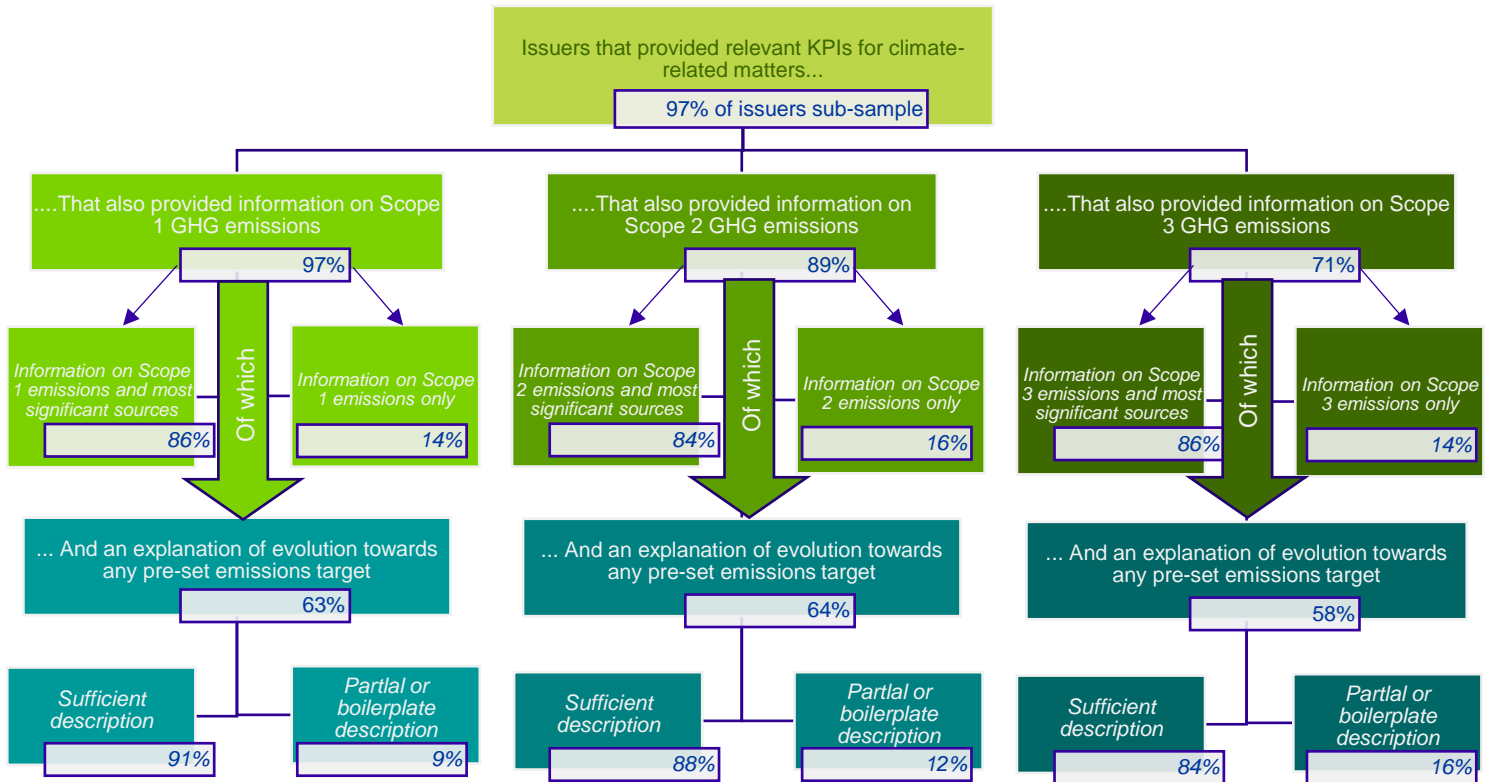 Issuers that provided relevant KPIs for climate-
related matters...
97% of issuers sub-sample
....That also provided information on Scope
1 GHG emissions
97%
....That also provided information on
Scope 2 GHG emissions
89%
....That also provided information on Scope
3 GHG emissions
71%
Information on Scope
1 emissions and most
significant sources
86%
Of which
Information on Scope
1 emissions only
14%
Information on Scope
2 emissions and most
significant sources
84%
Of which
Information on Scope
2 emissions only
16%
Information on Scope
3 emissions and most
significant sources
86%
Of which
Information on Scope
3 emissions only
14%
... And an explanation of evolution towards
any pre-set emissions target
63%
... And an explanation of evolution towards
any pre-set emissions target
64%
... And an explanation of evolution towards
any pre-set emissions target
58%
Sufficient
description
91%
Partlal or
boilerplate
description
9%
Sufficient
description
88%
Partlal or
boilerplate
description
12%
Sufficient
description
84%
Partlal or
boilerplate
description
16%